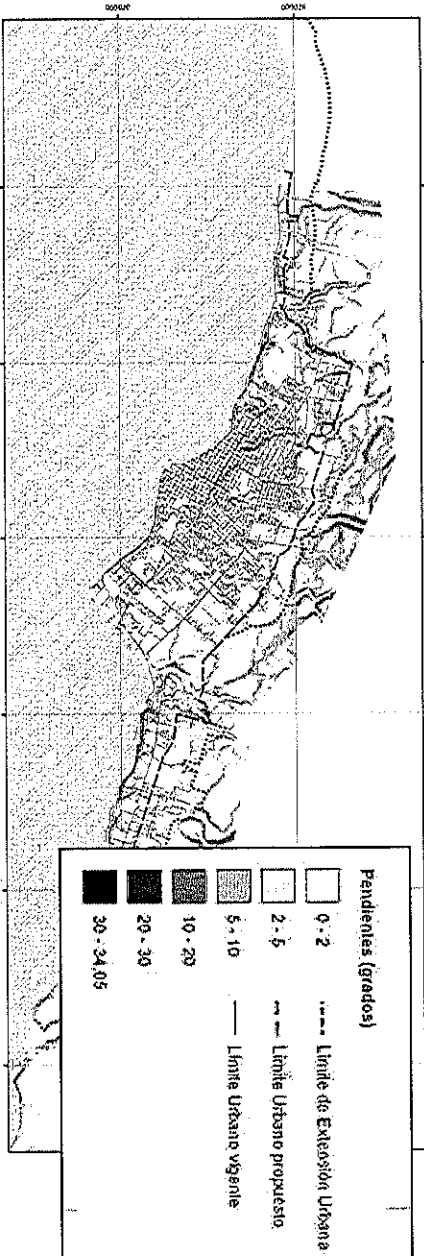 Pendientes (grados)
0 - 2
2 - 5
5 - 10
10 - 20
20 - 30
30 - 34,05
Límite de Extensión Urbana
Límite Urbano propuesto
Límite Urbano vigente